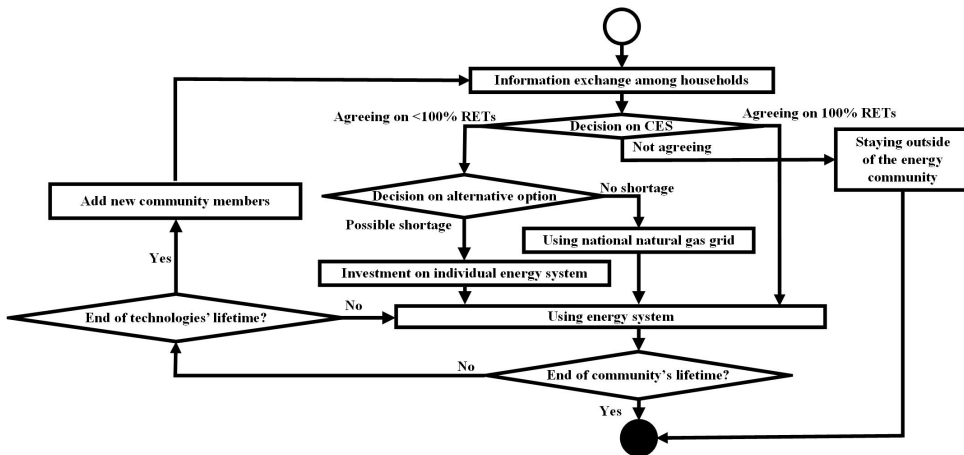 Information exchange among households
Agreeing on <100% RETs
Agreeing on 100% RETs
Decision on CES
Not agreeing
Staying outside
of the energy
community
Decision on alternative option
No shortage
Add new community members
Possible shortage
Using national natural gas grid
Yes
Investment on individual energy system
End of technologies' lifetime?
No
Using energy system
No
End of community's lifetime?
Yes